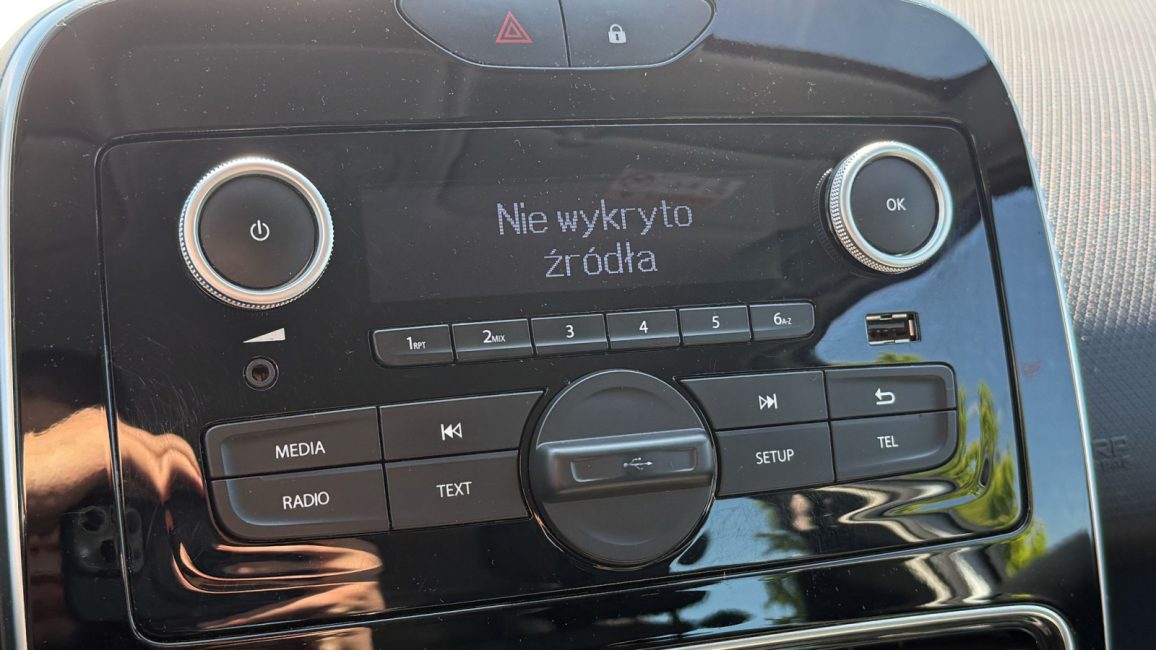 Nie wykryto
źródła
OK
1RPT
2MIX
3
4
5
6A-Z
MEDIA
RADIO
TEXT
SETUP
TEL